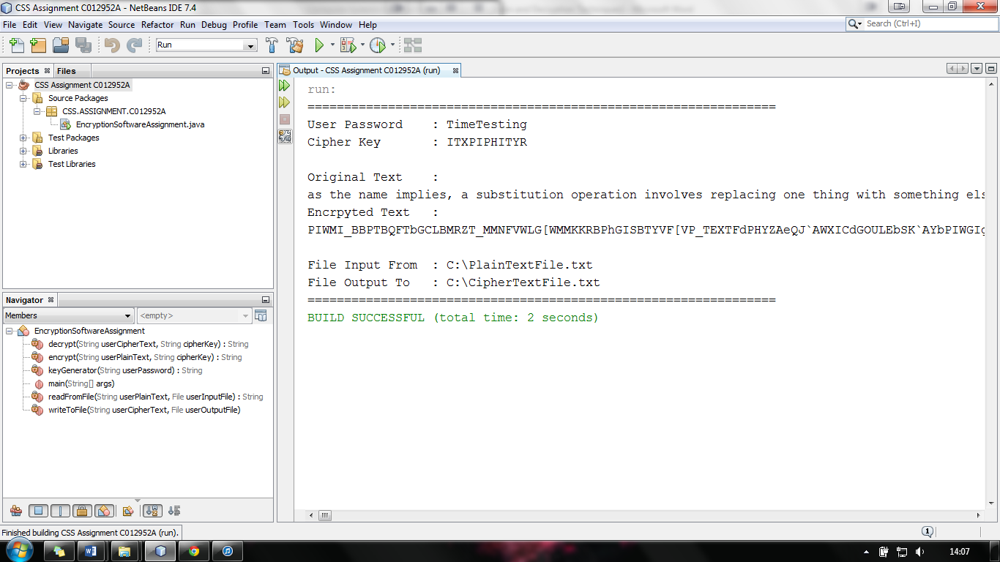 CSS Assignment C012952A - NetBeans IDE 7.4
File Edit View Navigate Source Refactor Run Debug Profile Team Tools Window Help
Search (Ctrl+I)
Run
Projects Files
CSS Assignment C012952A
Source Packages
CSS.ASSIGNMENT.C012952A
EncryptionSoftwareAssignment.java
Test Packages
Libraries
Test Libraries
Navigator
Members <empty>
EncryptionSoftwareAssignment
decrypt(String userCipherText, String cipherKey) : String
encrypt(String userPlainText, String cipherKey) : String
keyGenerator(String userPassword) : String
main(String[] args)
readFromFile(String userPlainText, File userInputFile) : String
writeToFile(String userCipherText, File userOutputFile)
Output - CSS Assignment C012952A (run)
run:
================================================================
User Password : TimeTesting
Cipher Key : ITXPIPHITYR
Original Text :
as the name implies, a substitution operation involves replacing one thing with something els
Encrpyted Text :
PIWMI_BBPTBQFTbGCLBMRZT_MMNFVWLG[WMMKKRBPhGISBTYVF[VP_TEXTFdPHYZAeQJ`AWXICdGOULEbSK`AYbPIWGIg
File Input From : C:\PlainTextFile.txt
File Output To : C:\CipherTextFile.txt
================================================================
BUILD SUCCESSFUL (total time: 2 seconds)
Finished building CSS Assignment C012952A (run).
1
14:07